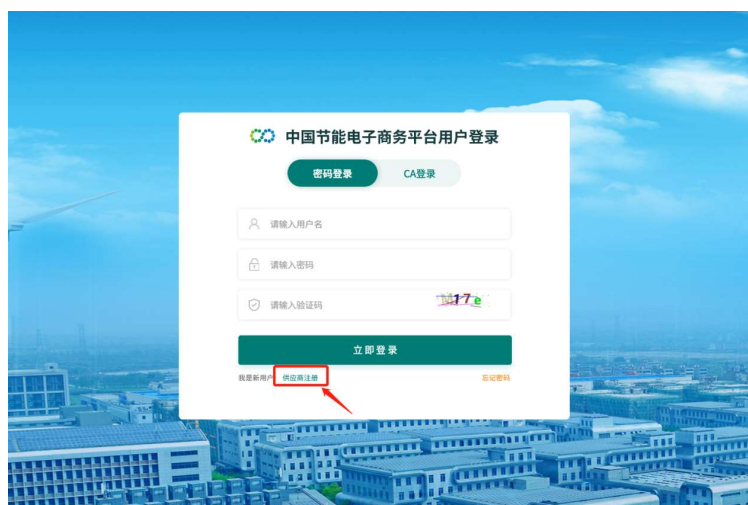 中国节能电子商务平台用户登录
密码登录 CA登录
请输入用户名
请输入密码
请输入验证码 M17e
立即登录
我是新用户 供应商注册 忘记密码